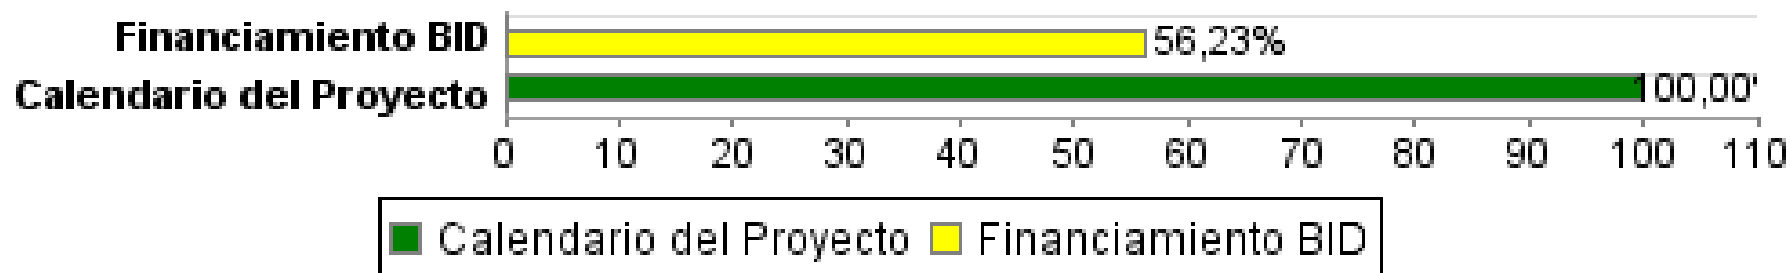 Financiamiento BID 56,23%
Calendario del Proyecto 100,00'
0 10 20 30 40 50 60 70 80 90 100 110
Calendario del Proyecto Financiamiento BID